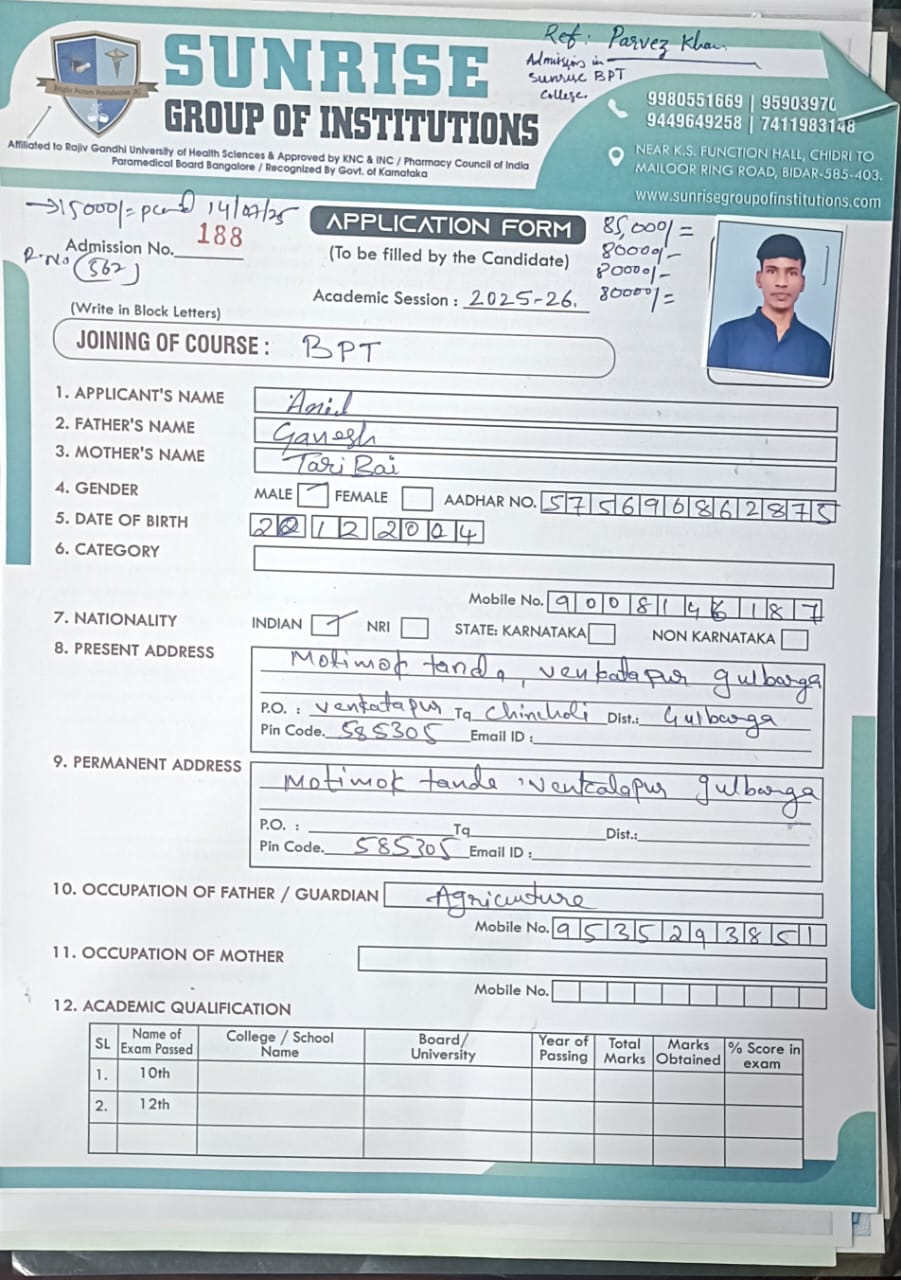 Ref: Parvez Khan.
Admission in
Sunrise BPT
College.
SUNRISE
GROUP OF INSTITUTIONS
Bright Future Foundation (R)
9980551669 | 95903970
9449649258 | 7411983148
Affiliated to Rajiv Gandhi University of Health Sciences & Approved by KNC & INC / Pharmacy Council of India
Paramedical Board Bangalore / Recognized By Govt. of Karnataka
NEAR K.S. FUNCTION HALL, CHIDRI TO
MAILOOR RING ROAD, BIDAR-585-403.
www.sunrisegroupofinstitutions.com
→15000/= 14/07/25
APPLICATION FORM
85,000/=
Admission No. 188
(To be filled by the Candidate)
80000/-
R.No (562)
80000/-
Academic Session : 2025-26.
80000/=
(Write in Block Letters)
JOINING OF COURSE : BPT
1. APPLICANT'S NAME Anil
2. FATHER'S NAME Ganesh
3. MOTHER'S NAME Tari Bai
4. GENDER MALE FEMALE AADHAR NO. 575696862875
5. DATE OF BIRTH 20 12 2004
6. CATEGORY
Mobile No. 9008146187
7. NATIONALITY INDIAN NRI STATE: KARNATAKA NON KARNATAKA
8. PRESENT ADDRESS Motimok tanda, venkatapur gulbarga
P.O. : venkatapur Tq Chincholi Dist.: Gulbarga
Pin Code. 585305 Email ID :
9. PERMANENT ADDRESS Motimok tanda venkatapur gulbarga
P.O. : Tq Dist.:
Pin Code. 585305 Email ID :
10. OCCUPATION OF FATHER / GUARDIAN Agricuture
Mobile No. 9535293851
11. OCCUPATION OF MOTHER
Mobile No.
12. ACADEMIC QUALIFICATION
SL Name of Exam Passed College / School Name Board/ University Year of Passing Total Marks Marks Obtained % Score in exam
1. 10th
2. 12th